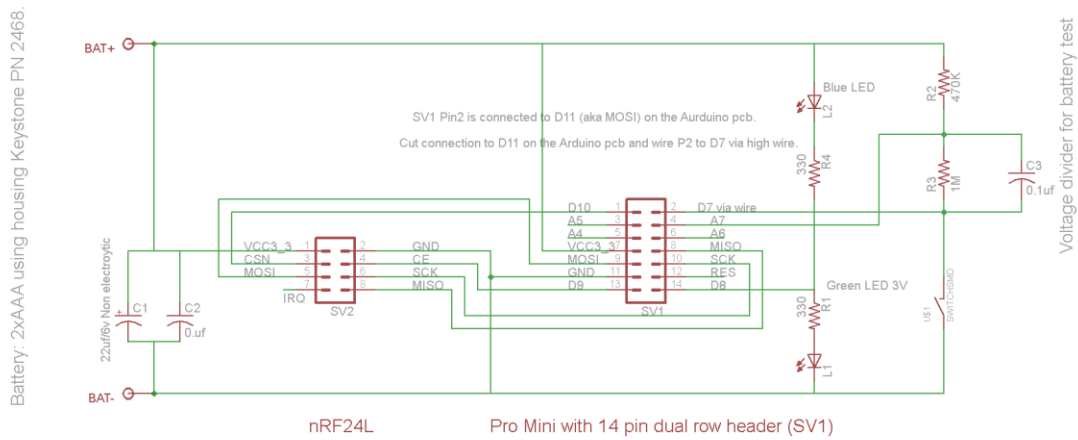 Battery: 2xAAA using housing Keystone PN 2468.
BAT+
BAT-
22uf/6v Non electroytic
+
C1
C2
0.uf
VCC3_3
CSN
MOSI
IRQ
1
3
5
7
2
4
6
8
GND
CE
SCK
MISO
SV2
SV1 Pin2 is connected to D11 (aka MOSI) on the Aurduino pcb.
Cut connection to D11 on the Arduino pcb and wire P2 to D7 via high wire.
D10
A5
A4
VCC3_3
MOSI
GND
D9
1
3
5
7
9
11
13
2
4
6
8
10
12
14
D7 via wire
A7
A6
MISO
SCK
RES
D8
SV1
Blue LED
L2
330
R4
Green LED 3V
330
R1
L1
R2
470K
R3
1M
C3
0.1uf
U$1
SWITCHSMD
Voltage divider for battery test
nRF24L
Pro Mini with 14 pin dual row header (SV1)